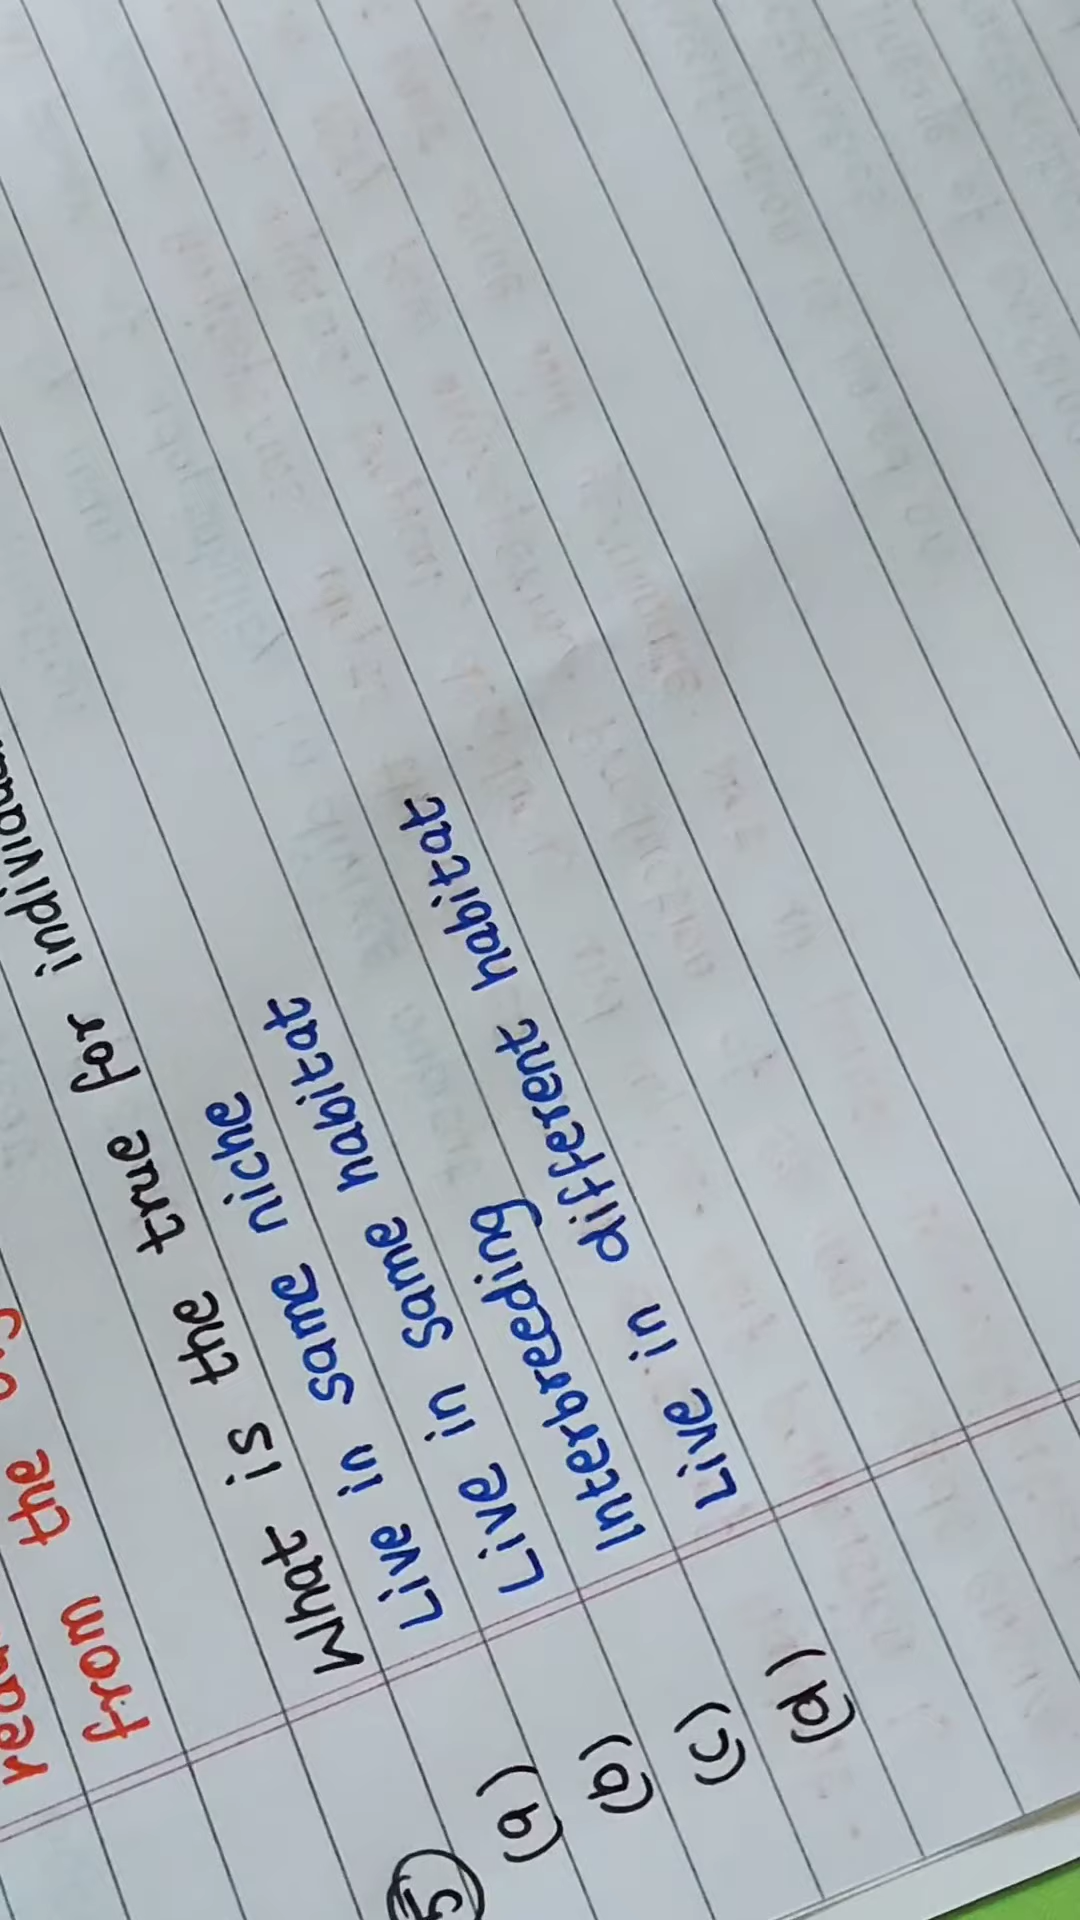 from the
(5) What is the true for
(a) Live in same niche
(b) Live in same habitat
(c) Interbreeding
(d) Live in different habitat